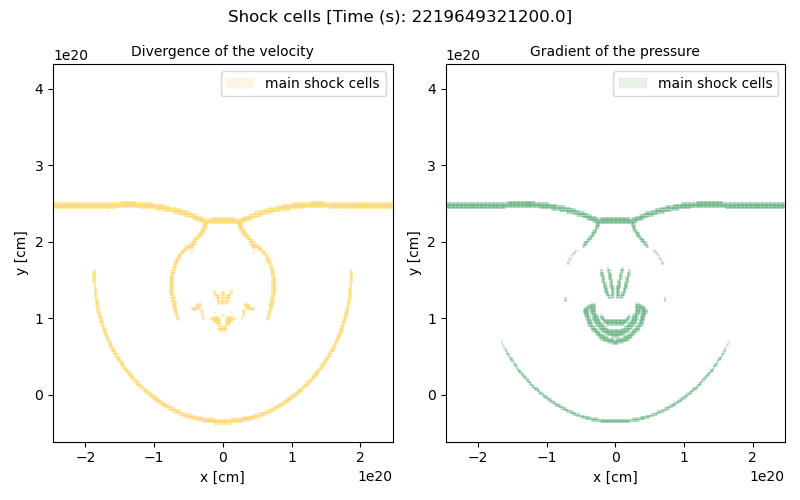 Shock cells [Time (s): 2219649321200.0]
Divergence of the velocity
1e20
main shock cells
4
3
2
1
0
y [cm]
−2
−1
0
1
2
x [cm]
1e20
Gradient of the pressure
1e20
main shock cells
4
3
2
1
0
y [cm]
−2
−1
0
1
2
x [cm]
1e20